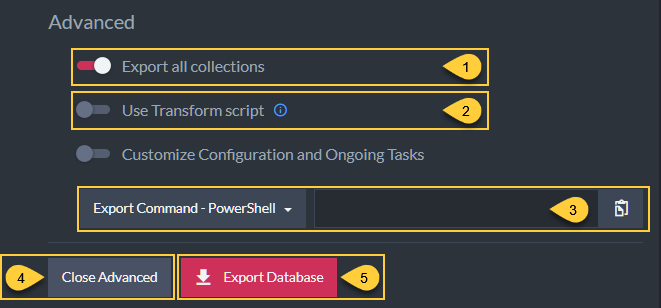 Advanced
Export all collections 1
Use Transform script 2
Customize Configuration and Ongoing Tasks
Export Command - PowerShell 3
4 Close Advanced Export Database 5